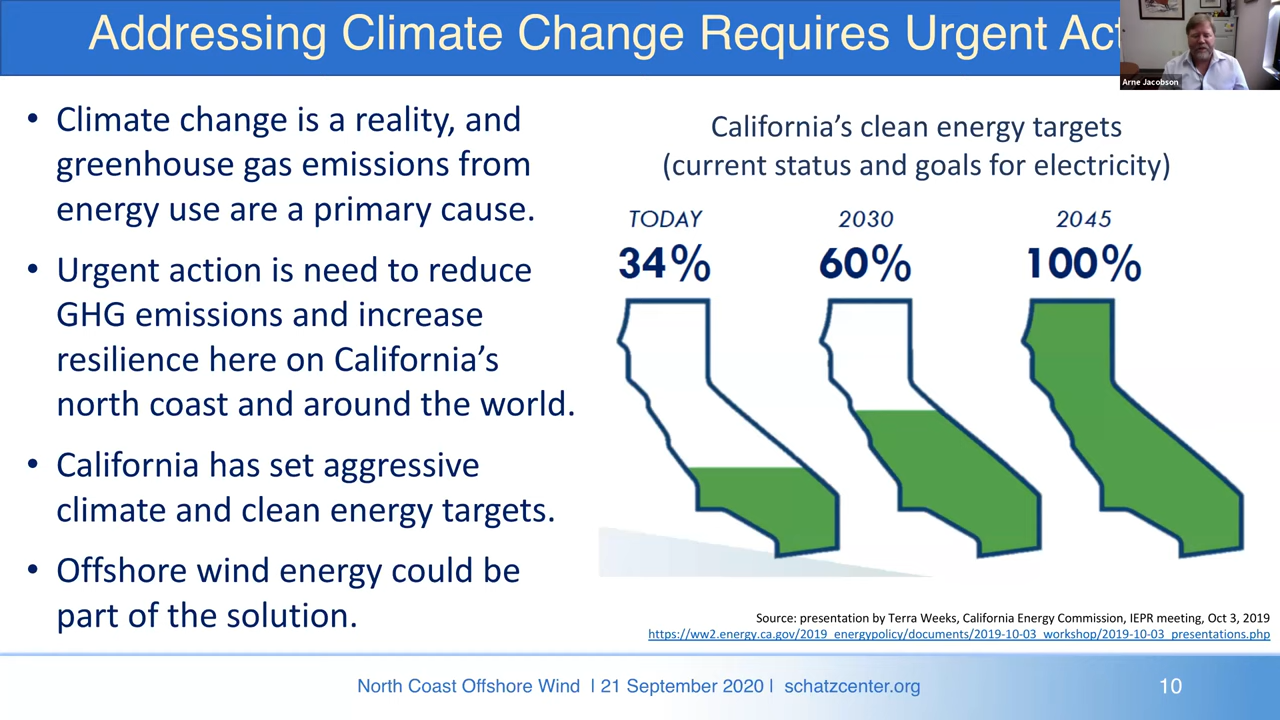 Addressing Climate Change Requires Urgent Act
Arne Jacobson
• Climate change is a reality, and
greenhouse gas emissions from
energy use are a primary cause.
• Urgent action is need to reduce
GHG emissions and increase
resilience here on California’s
north coast and around the world.
• California has set aggressive
climate and clean energy targets.
• Offshore wind energy could be
part of the solution.
California’s clean energy targets
(current status and goals for electricity)
TODAY 2030 2045
34% 60% 100%
Source: presentation by Terra Weeks, California Energy Commission, IEPR meeting, Oct 3, 2019
https://ww2.energy.ca.gov/2019_energypolicy/documents/2019-10-03_workshop/2019-10-03_presentations.php
North Coast Offshore Wind | 21 September 2020 | schatzcenter.org 10